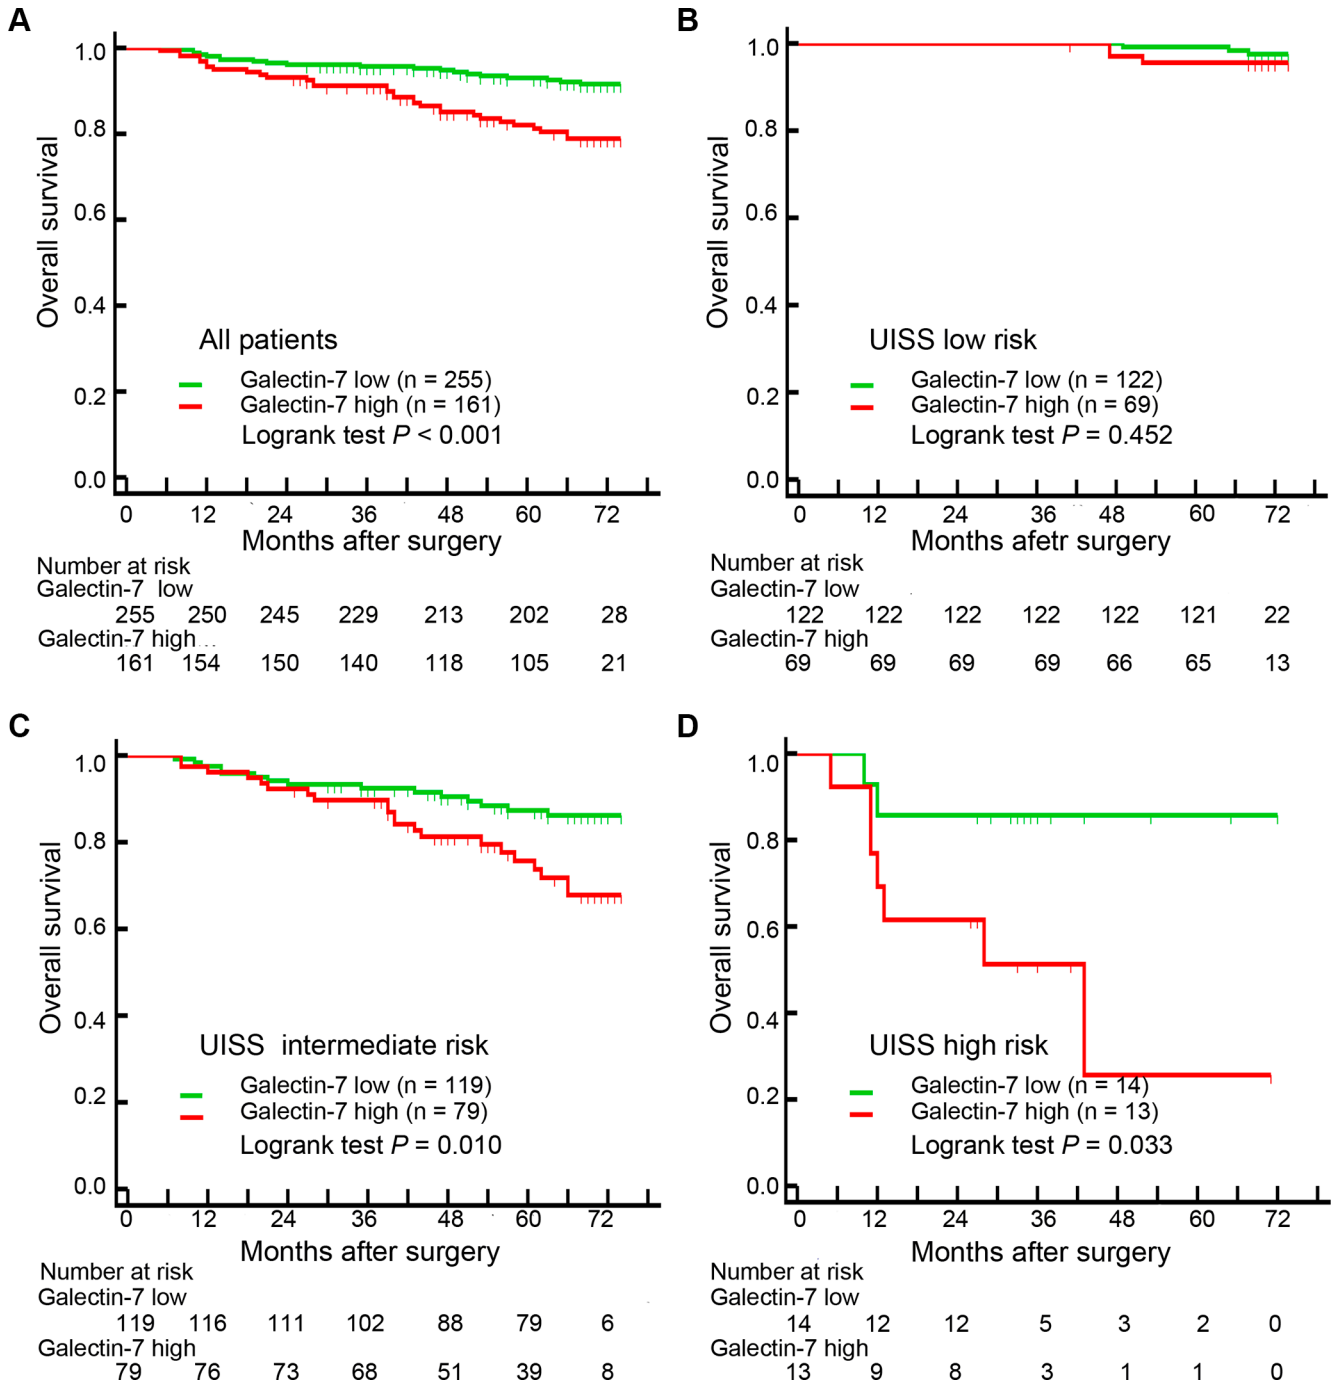 A
Overall survival
1.0
0.8
0.6
0.4
0.2
0.0
All patients
Galectin-7 low (n = 255)
Galectin-7 high (n = 161)
Logrank test P < 0.001
0 12 24 36 48 60 72
Months after surgery
Number at risk
Galectin-7 low
255 250 245 229 213 202 28
Galectin-7 high
161 154 150 140 118 105 21
B
Overall survival
1.0
0.8
0.6
0.4
0.2
0.0
UISS low risk
Galectin-7 low (n = 122)
Galectin-7 high (n = 69)
Logrank test P = 0.452
0 12 24 36 48 60 72
Months afetr surgery
Number at risk
Galectin-7 low
122 122 122 122 122 121 22
Galectin-7 high
69 69 69 69 66 65 13
C
Overall survival
1.0
0.8
0.6
0.4
0.2
0.0
UISS intermediate risk
Galectin-7 low (n = 119)
Galectin-7 high (n = 79)
Logrank test P = 0.010
0 12 24 36 48 60 72
Months after surgery
Number at risk
Galectin-7 low
119 116 111 102 88 79 6
Galectin-7 high
79 76 73 68 51 39 8
D
Overall survival
1.0
0.8
0.6
0.4
0.2
0.0
UISS high risk
Galectin-7 low (n = 14)
Galectin-7 high (n = 13)
Logrank test P = 0.033
0 12 24 36 48 60 72
Months after surgery
Number at risk
Galectin-7 low
14 12 12 5 3 2 0
Galectin-7 high
13 9 8 3 1 1 0